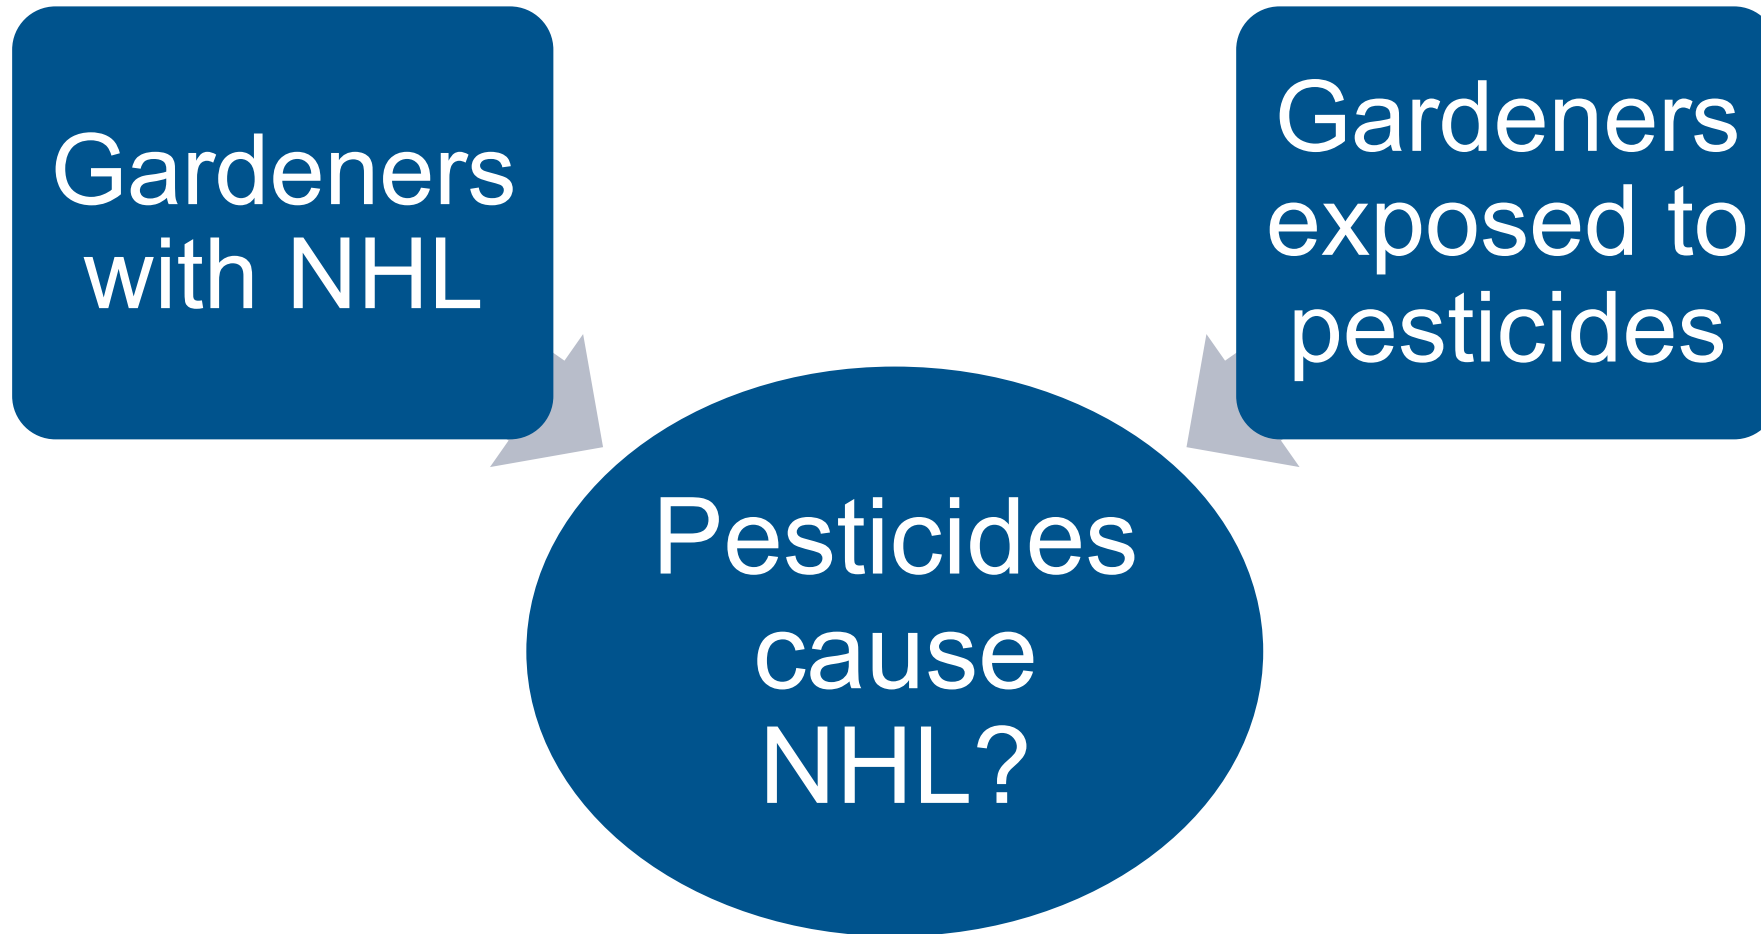 Gardeners
with NHL
Gardeners
exposed to
pesticides
Pesticides
cause
NHL?